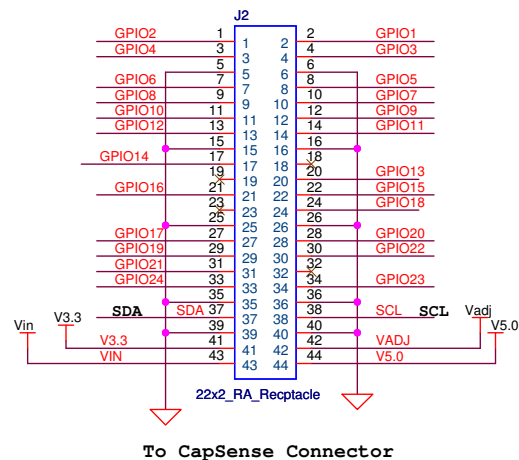 J2
GPIO2 1 1 2 2 GPIO1
GPIO4 3 3 4 4 GPIO3
5 5 6 6
GPIO6 7 7 8 8 GPIO5
GPIO8 9 9 10 10 GPIO7
GPIO10 11 11 12 12 GPIO9
GPIO12 13 13 14 14 GPIO11
15 15 16 16
GPIO14 17 17 18 18
19 19 20 20 GPIO13
GPIO16 21 21 22 22 GPIO15
23 23 24 24 GPIO18
25 25 26 26
GPIO17 27 27 28 28 GPIO20
GPIO19 29 29 30 30 GPIO22
GPIO21 31 31 32 32
GPIO24 33 33 34 34 GPIO23
35 35 36 36
SDA SDA 37 37 38 38 SCL SCL
39 39 40 40
Vin V3.3 Vadj V5.0
V3.3 41 41 42 42 VADJ
VIN 43 43 44 44 V5.0
22x2_RA_Recptacle
To CapSense Connector